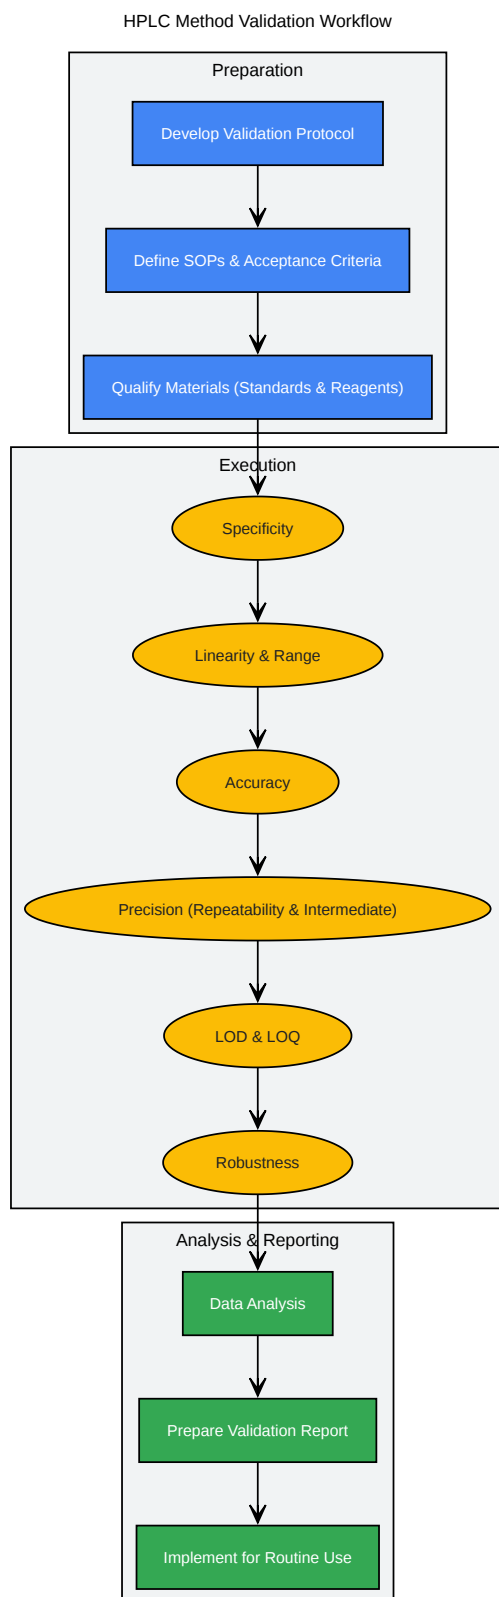 HPLC Method Validation Workflow
Preparation
Develop Validation Protocol
Define SOPs & Acceptance Criteria
Qualify Materials (Standards & Reagents)
Execution
Specificity
Linearity & Range
Accuracy
Precision (Repeatability & Intermediate)
LOD & LOQ
Robustness
Analysis & Reporting
Data Analysis
Prepare Validation Report
Implement for Routine Use